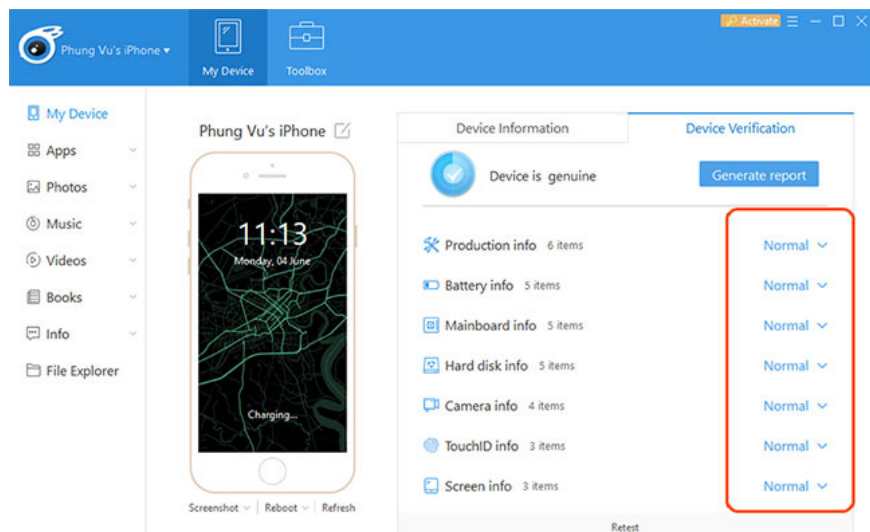 Activate
Phung Vu's iPhone
My Device
Toolbox
My Device
Apps
Photos
Music
Videos
Books
Info
File Explorer
Phung Vu's iPhone
11:13
Monday, 04 June
Charging...
Screenshot
Reboot
Refresh
Device Information
Device Verification
Device is genuine
Generate report
Production info 6 items Normal
Battery info 5 items Normal
Mainboard info 5 items Normal
Hard disk info 5 items Normal
Camera info 4 items Normal
TouchID info 3 items Normal
Screen info 3 items Normal
Retest